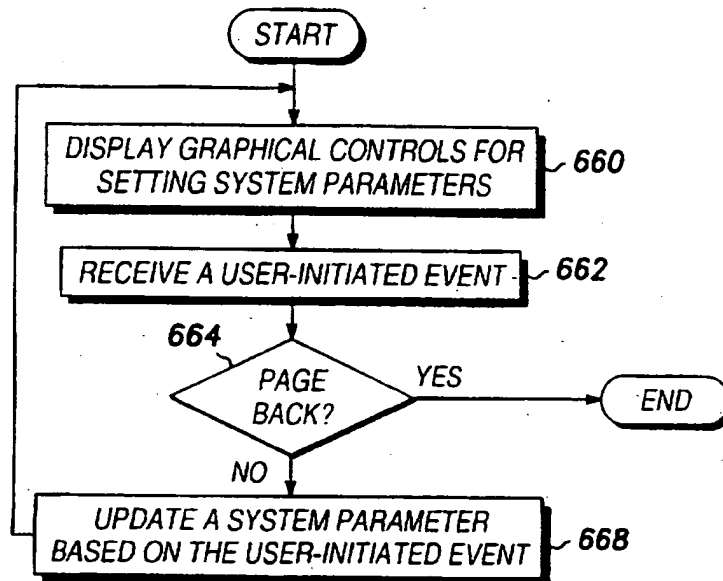 START
DISPLAY GRAPHICAL CONTROLS FOR
SETTING SYSTEM PARAMETERS
660
RECEIVE A USER-INITIATED EVENT
662
664
PAGE
BACK?
YES
END
NO
UPDATE A SYSTEM PARAMETER
BASED ON THE USER-INITIATED EVENT
668